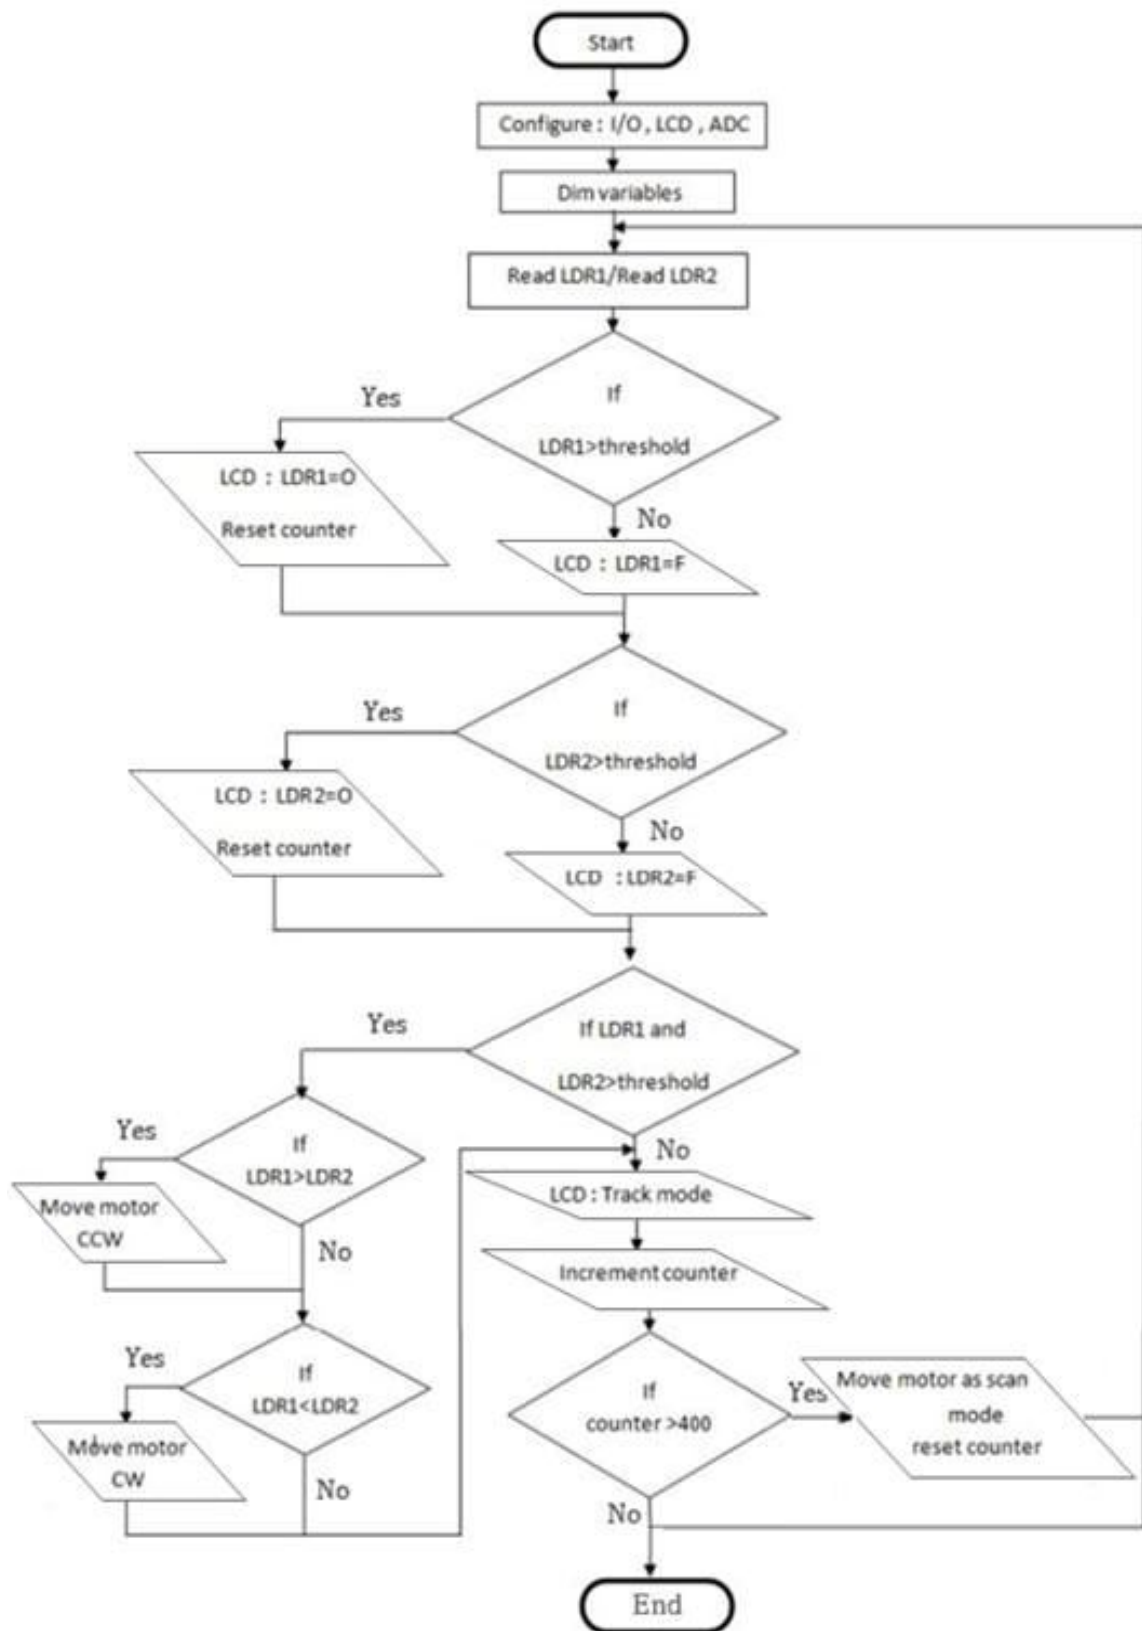 Start
Configure : I/O , LCD , ADC
Dim variables
Read LDR1/Read LDR2
If
LDR1>threshold
Yes
LCD : LDR1=O
Reset counter
No
LCD : LDR1=F
If
LDR2>threshold
Yes
LCD : LDR2=O
Reset counter
No
LCD :LDR2=F
If LDR1 and
LDR2>threshold
Yes
If
LDR1>LDR2
Yes
Move motor
CCW
No
If
LDR1<LDR2
Yes
Move motor
CW
No
No
LCD : Track mode
Increment counter
If
counter >400
Yes
Move motor as scan
mode
reset counter
No
End